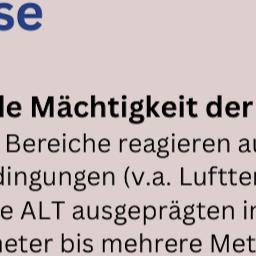 se
le Mächtigkeit der
Bereiche reagieren au
dingungen (v.a. Luftter
e ALT ausgeprägten in
neter bis mehrere Met